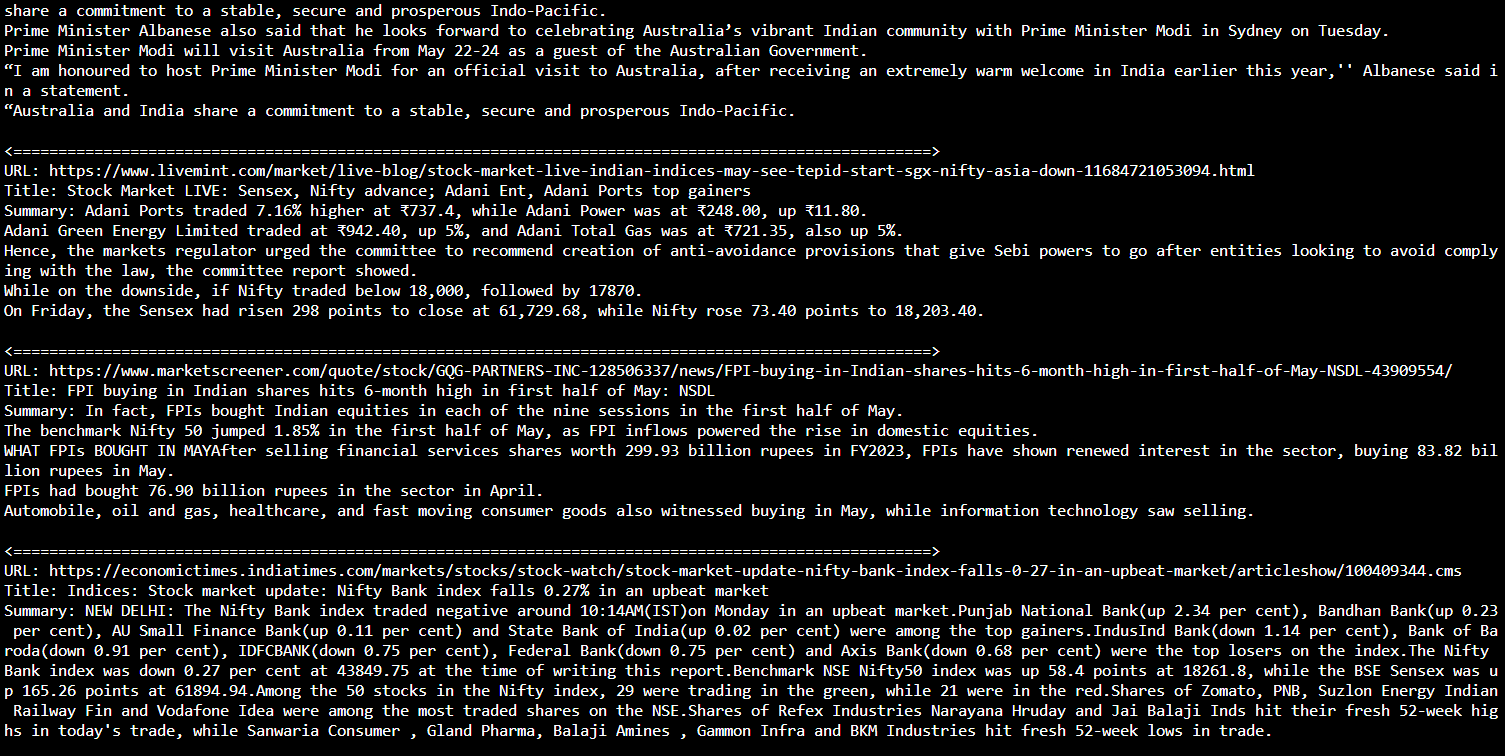 share a commitment to a stable, secure and prosperous Indo-Pacific.
Prime Minister Albanese also said that he looks forward to celebrating Australia’s vibrant Indian community with Prime Minister Modi in Sydney on Tuesday.
Prime Minister Modi will visit Australia from May 22-24 as a guest of the Australian Government.
“I am honoured to host Prime Minister Modi for an official visit to Australia, after receiving an extremely warm welcome in India earlier this year,'' Albanese said i
n a statement.
“Australia and India share a commitment to a stable, secure and prosperous Indo-Pacific.
<======================================================================================================>
URL: https://www.livemint.com/market/live-blog/stock-market-live-indian-indices-may-see-tepid-start-sgx-nifty-asia-down-11684721053094.html
Title: Stock Market LIVE: Sensex, Nifty advance; Adani Ent, Adani Ports top gainers
Summary: Adani Ports traded 7.16% higher at ₹737.4, while Adani Power was at ₹248.00, up ₹11.80.
Adani Green Energy Limited traded at ₹942.40, up 5%, and Adani Total Gas was at ₹721.35, also up 5%.
Hence, the markets regulator urged the committee to recommend creation of anti-avoidance provisions that give Sebi powers to go after entities looking to avoid comply
ing with the law, the committee report showed.
While on the downside, if Nifty traded below 18,000, followed by 17870.
On Friday, the Sensex had risen 298 points to close at 61,729.68, while Nifty rose 73.40 points to 18,203.40.
<======================================================================================================>
URL: https://www.marketscreener.com/quote/stock/GQG-PARTNERS-INC-128506337/news/FPI-buying-in-Indian-shares-hits-6-month-high-in-first-half-of-May-NSDL-43909554/
Title: FPI buying in Indian shares hits 6-month high in first half of May: NSDL
Summary: In fact, FPIs bought Indian equities in each of the nine sessions in the first half of May.
The benchmark Nifty 50 jumped 1.85% in the first half of May, as FPI inflows powered the rise in domestic equities.
WHAT FPIs BOUGHT IN MAYAfter selling financial services shares worth 299.93 billion rupees in FY2023, FPIs have shown renewed interest in the sector, buying 83.82 bil
lion rupees in May.
FPIs had bought 76.90 billion rupees in the sector in April.
Automobile, oil and gas, healthcare, and fast moving consumer goods also witnessed buying in May, while information technology saw selling.
<======================================================================================================>
URL: https://economictimes.indiatimes.com/markets/stocks/stock-watch/stock-market-update-nifty-bank-index-falls-0-27-in-an-upbeat-market/articleshow/100409344.cms
Title: Indices: Stock market update: Nifty Bank index falls 0.27% in an upbeat market
Summary: NEW DELHI: The Nifty Bank index traded negative around 10:14AM(IST)on Monday in an upbeat market.Punjab National Bank(up 2.34 per cent), Bandhan Bank(up 0.23
 per cent), AU Small Finance Bank(up 0.11 per cent) and State Bank of India(up 0.02 per cent) were among the top gainers.IndusInd Bank(down 1.14 per cent), Bank of Ba
roda(down 0.91 per cent), IDFCBANK(down 0.75 per cent), Federal Bank(down 0.75 per cent) and Axis Bank(down 0.68 per cent) were the top losers on the index.The Nifty
Bank index was down 0.27 per cent at 43849.75 at the time of writing this report.Benchmark NSE Nifty50 index was up 58.4 points at 18261.8, while the BSE Sensex was u
p 165.26 points at 61894.94.Among the 50 stocks in the Nifty index, 29 were trading in the green, while 21 were in the red.Shares of Zomato, PNB, Suzlon Energy Indian
 Railway Fin and Vodafone Idea were among the most traded shares on the NSE.Shares of Refex Industries Narayana Hruday and Jai Balaji Inds hit their fresh 52-week hig
hs in today's trade, while Sanwaria Consumer , Gland Pharma, Balaji Amines , Gammon Infra and BKM Industries hit fresh 52-week lows in trade.